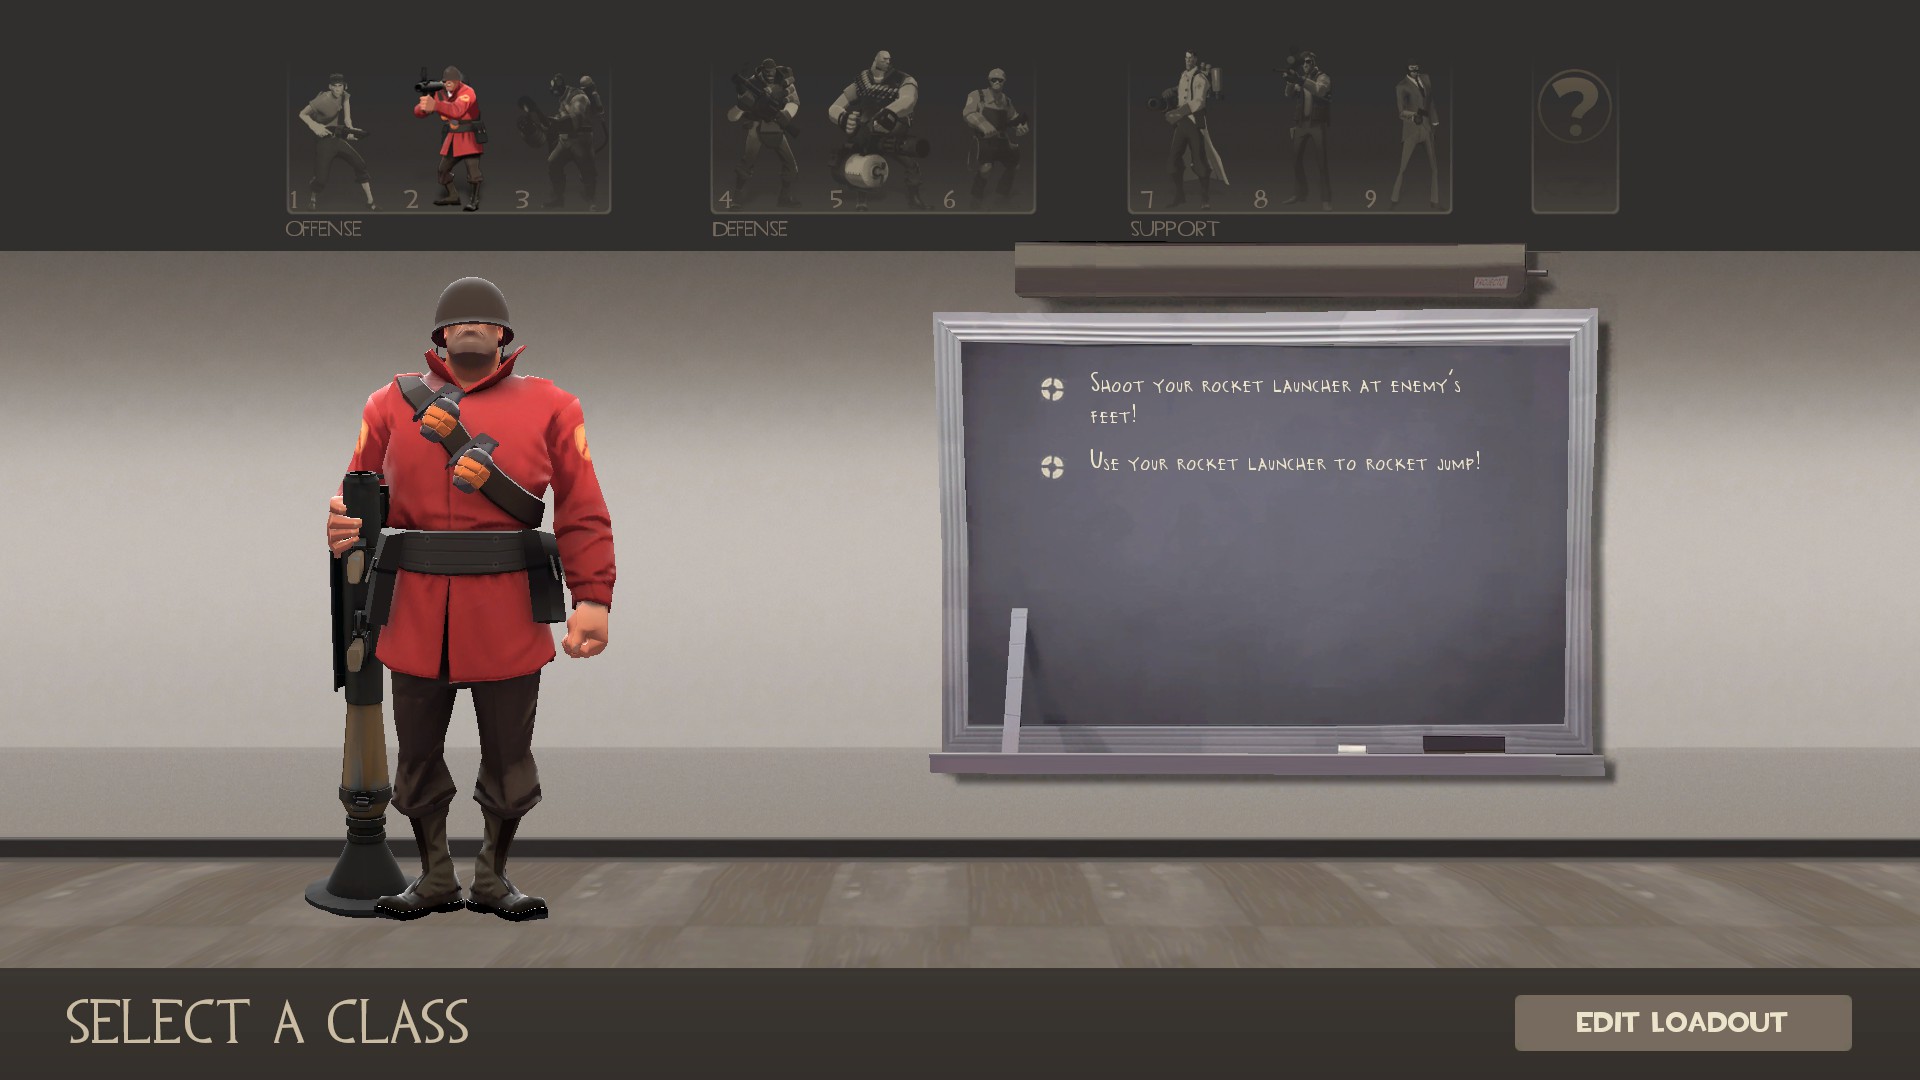 1 2 3 4 5 6 7 8 9 ?
OFFENSE DEFENSE SUPPORT
Shoot your rocket launcher at enemy's
feet!
Use your rocket launcher to rocket jump!
SELECT A CLASS
EDIT LOADOUT